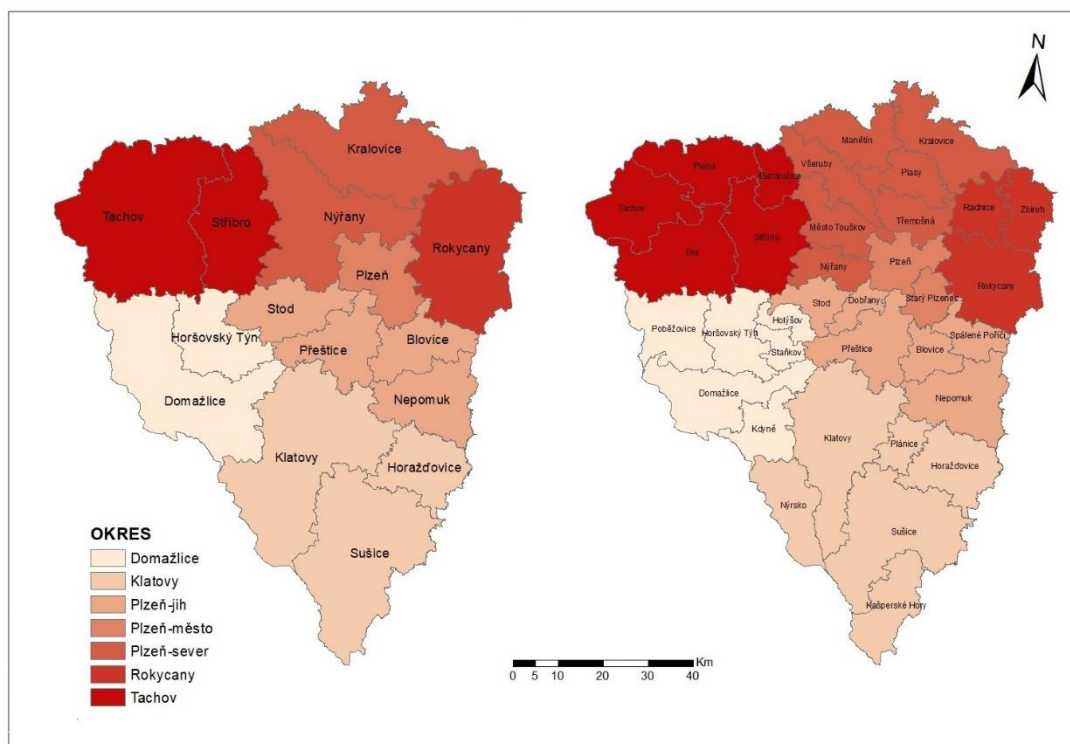 N
Kralovice
Tachov
Stříbro
Nýřany
Rokycany
Plzeň
Stod
Horšovský Týn
Přeštice
Blovice
Domažlice
Nepomuk
Klatovy
Horažďovice
Sušice
Manětín
Kralovice
Planá
Bezdružice
Všeruby
Plasy
Tachov
Radnice
Zbiroh
Město Touškov
Třemošná
Stříbro
Bor
Nýřany
Plzeň
Rokycany
Stod
Dobřany
Starý Plzenec
Holýšov
Poběžovice
Horšovský Týn
Spálené Poříčí
Staňkov
Přeštice
Blovice
Domažlice
Nepomuk
Kdyně
Klatovy
Plánice
Horažďovice
Nýrsko
Sušice
Kašperské Hory
OKRES
Domažlice
Klatovy
Plzeň-jih
Plzeň-město
Plzeň-sever
Rokycany
Tachov
Km
0 5 10 20 30 40